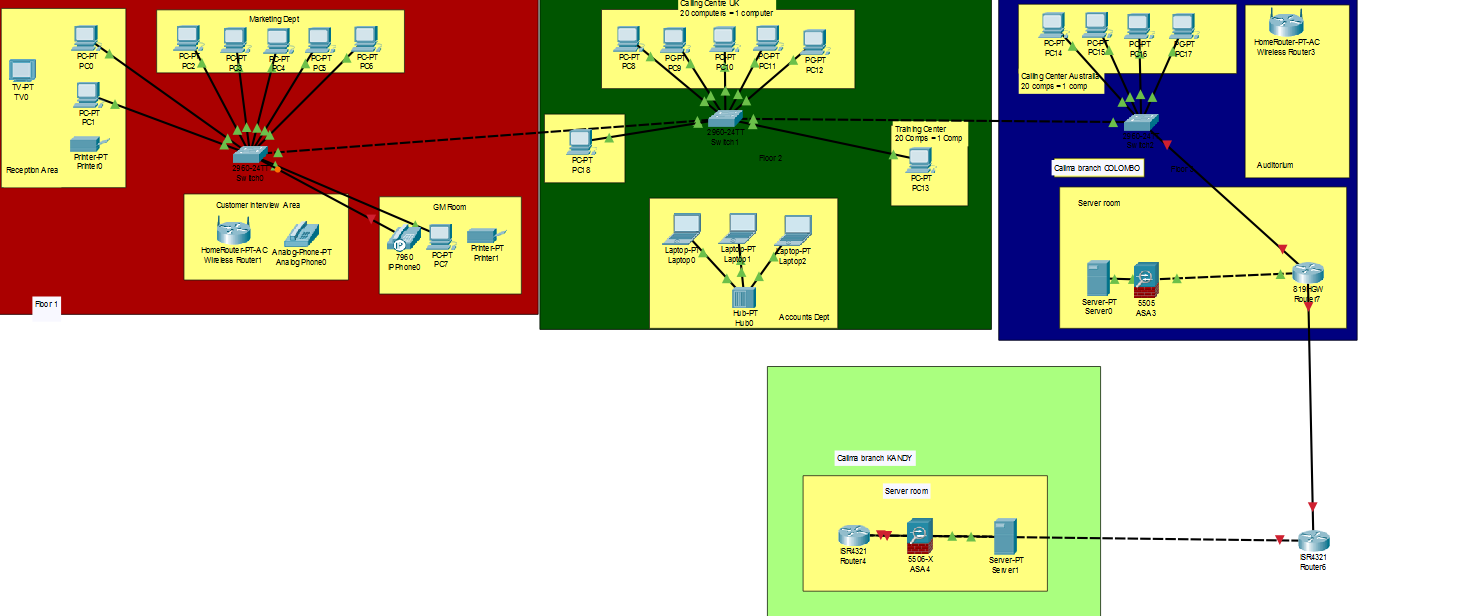 Marketing Dept
PC-PT
PC0
TV-PT
TV0
PC-PT
PC1
Printer-PT
Printer0
Reception Area
PC-PT
PC2
PC-PT
PC3
PC-PT
PC4
PC-PT
PC5
PC-PT
PC6
2960-24TT
Switch0
Customer Interview Area
HomeRouter-PT-AC
Wireless Router1
Analog-Phone-PT
Analog Phone0
GM Room
7960
IP Phone0
PC-PT
PC7
Printer-PT
Printer1
Floor 1
Calling Centre UK
20 computers = 1 computer
PC-PT
PC8
PC-PT
PC9
PC-PT
PC10
PC-PT
PC11
PC-PT
PC12
2960-24TT
Switch1
PC-PT
PC18
Floor 2
Training Center
20 Comps = 1 Comp
PC-PT
PC13
Laptop-PT
Laptop0
Laptop-PT
Laptop1
Laptop-PT
Laptop2
Hub-PT
Hub0
Accounts Dept
PC-PT
PC14
PC-PT
PC15
PC-PT
PC16
PC-PT
PC17
Calling Center Australia
20 comps = 1 comp
HomeRouter-PT-AC
Wireless Router3
Auditorium
Calima branch COLOMBO
Server room
Server-PT
Server0
5505
ASA3
819HGW
Router7
Calima branch KANDY
Server room
ISR4321
Router4
5506-X
ASA4
Server-PT
Server1
ISR4321
Router6